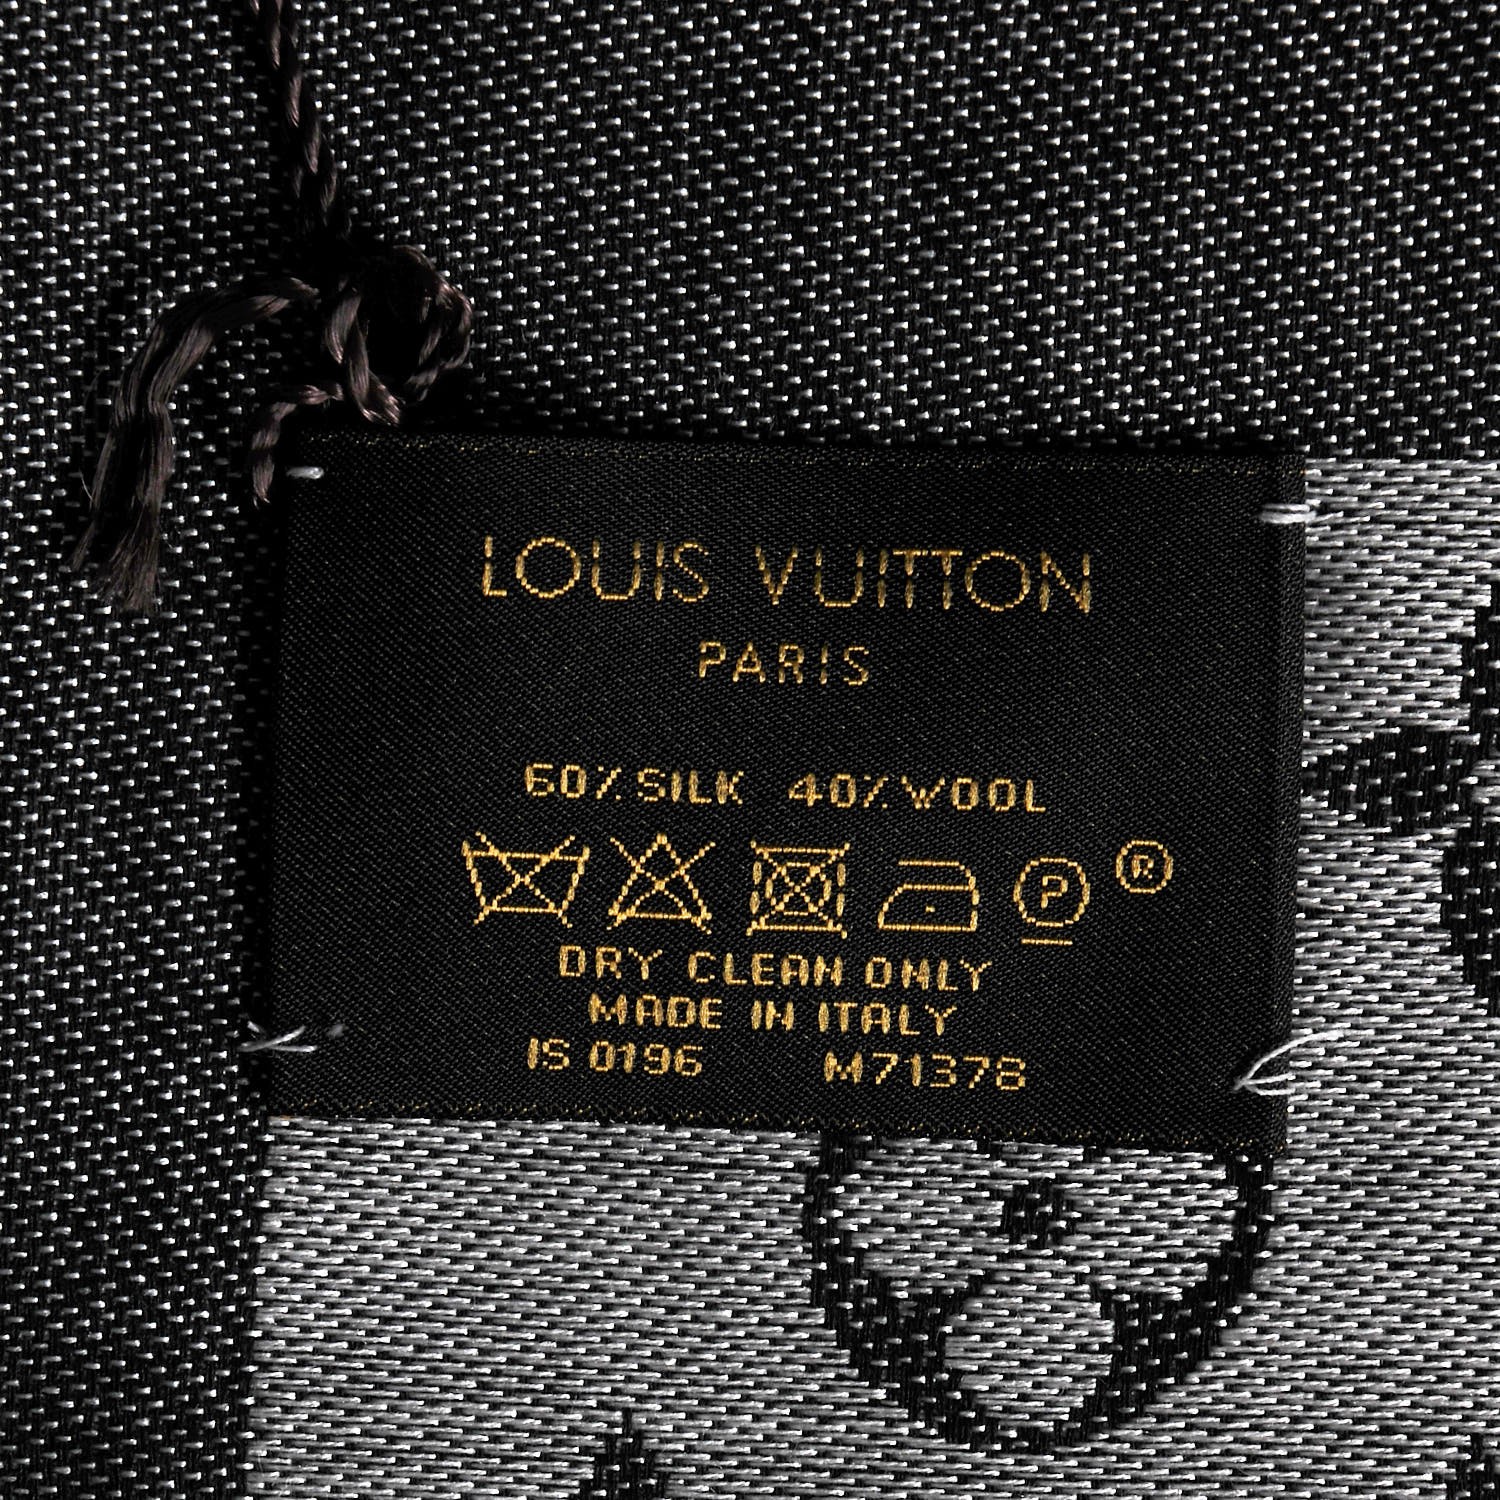 LOUIS VUITTON
PARIS
60% SILK 40% WOOL
P ®
DRY CLEAN ONLY
MADE IN ITALY
IS 0196 M71378